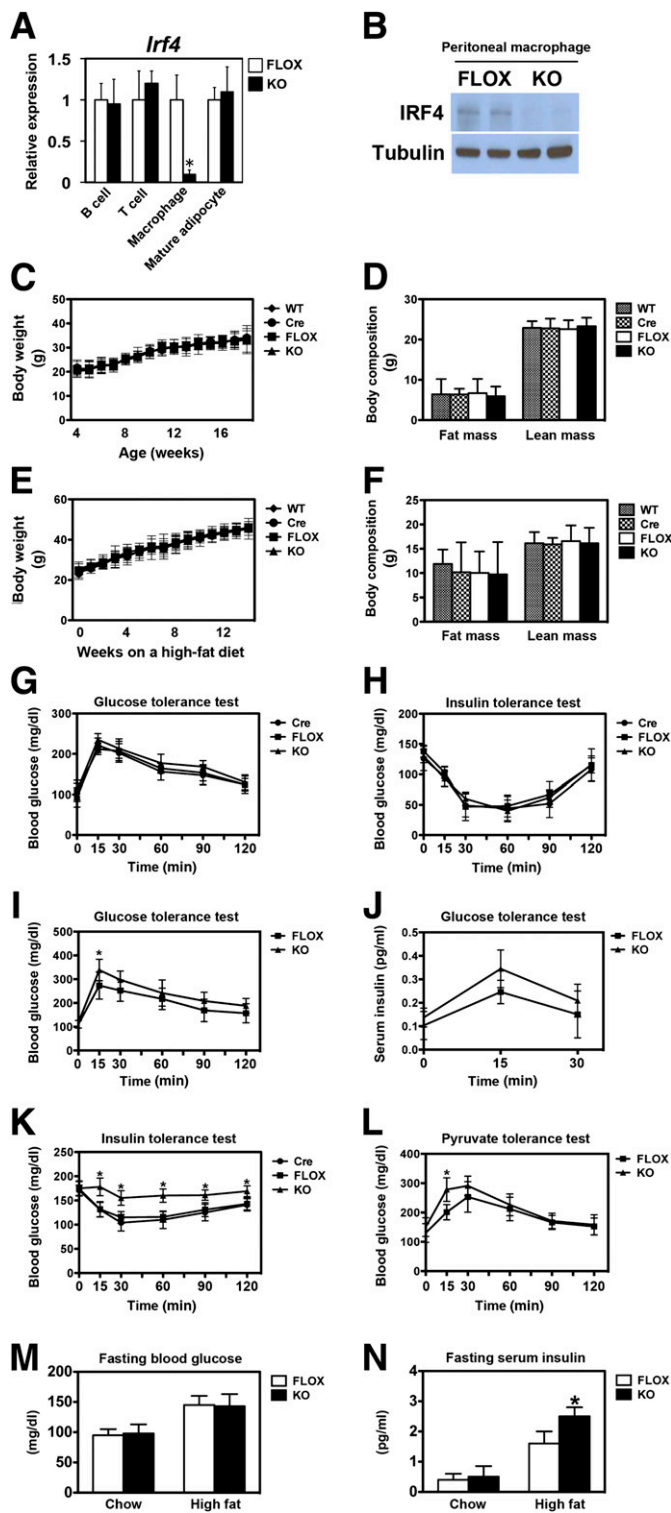 A
Irf4
FLOX
KO
Relative expression
1.5
1
0.5
0
*
B cell
T cell
Macrophage
Mature adipocyte
B
Peritoneal macrophage
FLOX KO
IRF4
Tubulin
C
Body weight
(g)
50
40
30
20
10
0
4 8 12 16
Age (weeks)
WT
Cre
FLOX
KO
D
Body composition
(g)
30
20
10
0
Fat mass Lean mass
WT
Cre
FLOX
KO
E
Body weight
(g)
60
40
20
0
0 4 8 12
Weeks on a high-fat diet
WT
Cre
FLOX
KO
F
Body composition
(g)
25
20
15
10
5
0
Fat mass Lean mass
WT
Cre
FLOX
KO
G
Glucose tolerance test
Blood glucose (mg/dl)
300
200
100
0
0 15 30 60 90 120
Time (min)
Cre
FLOX
KO
H
Insulin tolerance test
Blood glucose (mg/dl)
200
150
100
50
0
0 15 30 60 90 120
Time (min)
Cre
FLOX
KO
I
Glucose tolerance test
Blood glucose (mg/dl)
500
400
300
200
100
0
*
0 15 30 60 90 120
Time (min)
FLOX
KO
J
Glucose tolerance test
Serum insulin (pg/ml)
0.5
0.4
0.3
0.2
0.1
0.0
0 15 30
Time (min)
FLOX
KO
K
Insulin tolerance test
Blood glucose (mg/dl)
250
200
150
100
50
0
* * * * *
0 15 30 60 90 120
Time (min)
Cre
FLOX
KO
L
Pyruvate tolerance test
Blood glucose (mg/dl)
400
300
200
100
0
*
0 15 30 60 90 120
Time (min)
FLOX
KO
M
Fasting blood glucose
(mg/dl)
200
150
100
50
0
Chow High fat
FLOX
KO
N
Fasting serum insulin
(pg/ml)
4
3
2
1
0
*
Chow High fat
FLOX
KO